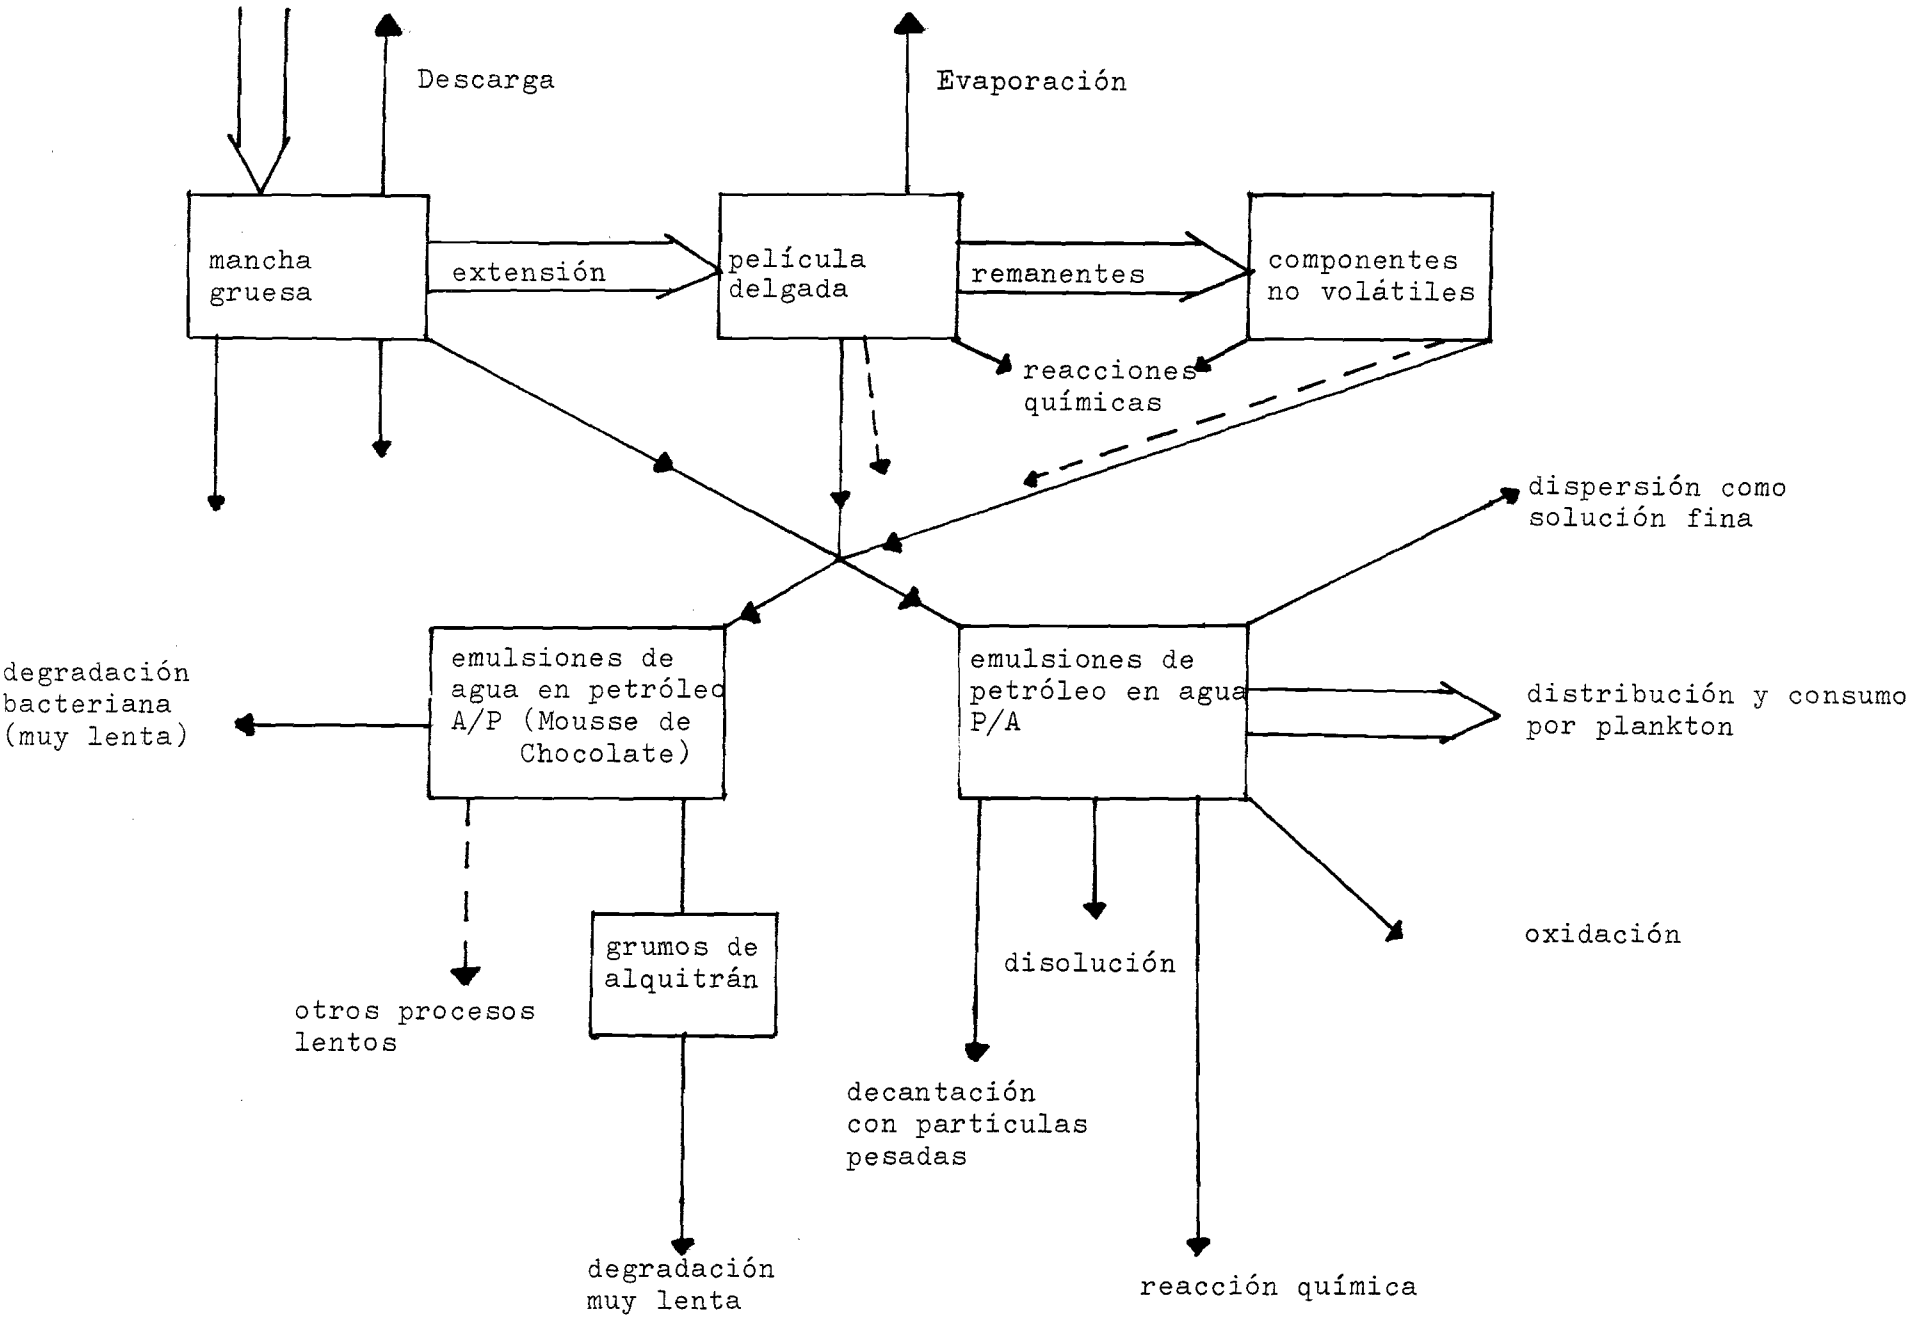 Descarga
Evaporación
mancha
gruesa
extensión
película
delgada
remanentes
componentes
no volátiles
reacciones
químicas
dispersión como
solución fina
degradación
bacteriana
(muy lenta)
emulsiones de
agua en petróleo
A/P (Mousse de
Chocolate)
emulsiones de
petróleo en agua
P/A
distribución y consumo
por plankton
grumos de
alquitrán
otros procesos
lentos
disolución
oxidación
decantación
con partículas
pesadas
degradación
muy lenta
reacción química